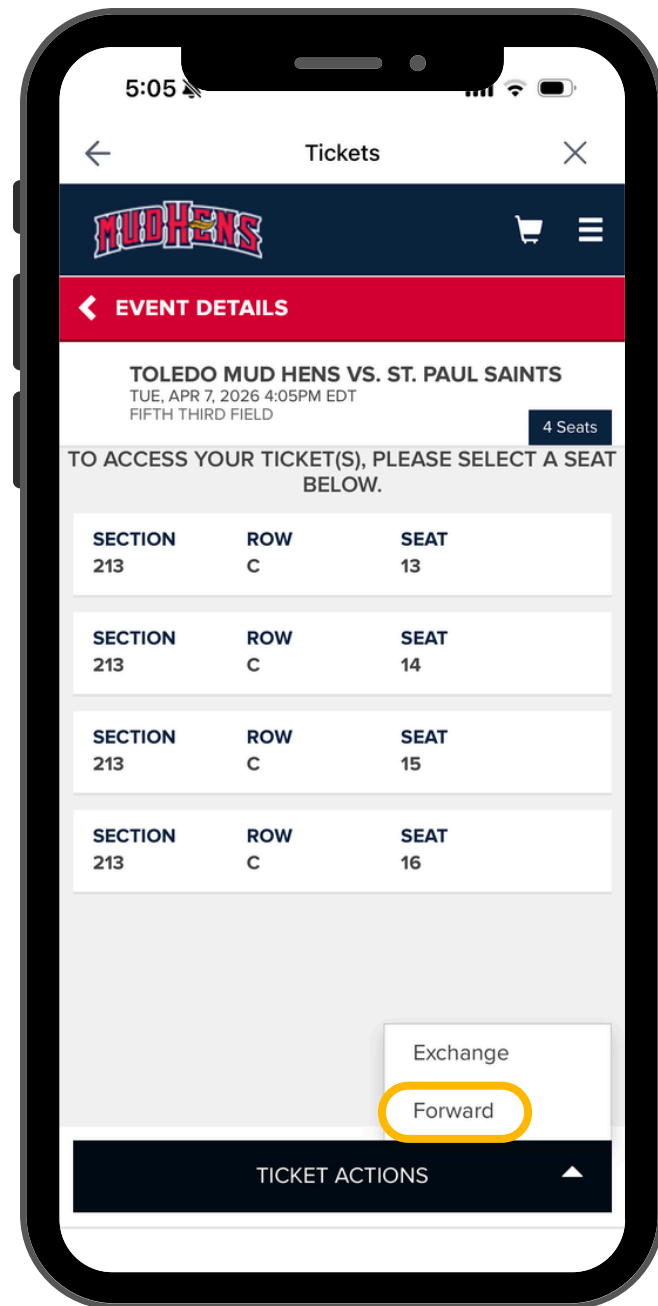 5:05
Tickets
MUDHENS
EVENT DETAILS
TOLEDO MUD HENS VS. ST. PAUL SAINTS
TUE, APR 7, 2026 4:05PM EDT
FIFTH THIRD FIELD
4 Seats
TO ACCESS YOUR TICKET(S), PLEASE SELECT A SEAT
BELOW.
SECTION ROW SEAT
213 C 13
SECTION ROW SEAT
213 C 14
SECTION ROW SEAT
213 C 15
SECTION ROW SEAT
213 C 16
Exchange
Forward
TICKET ACTIONS